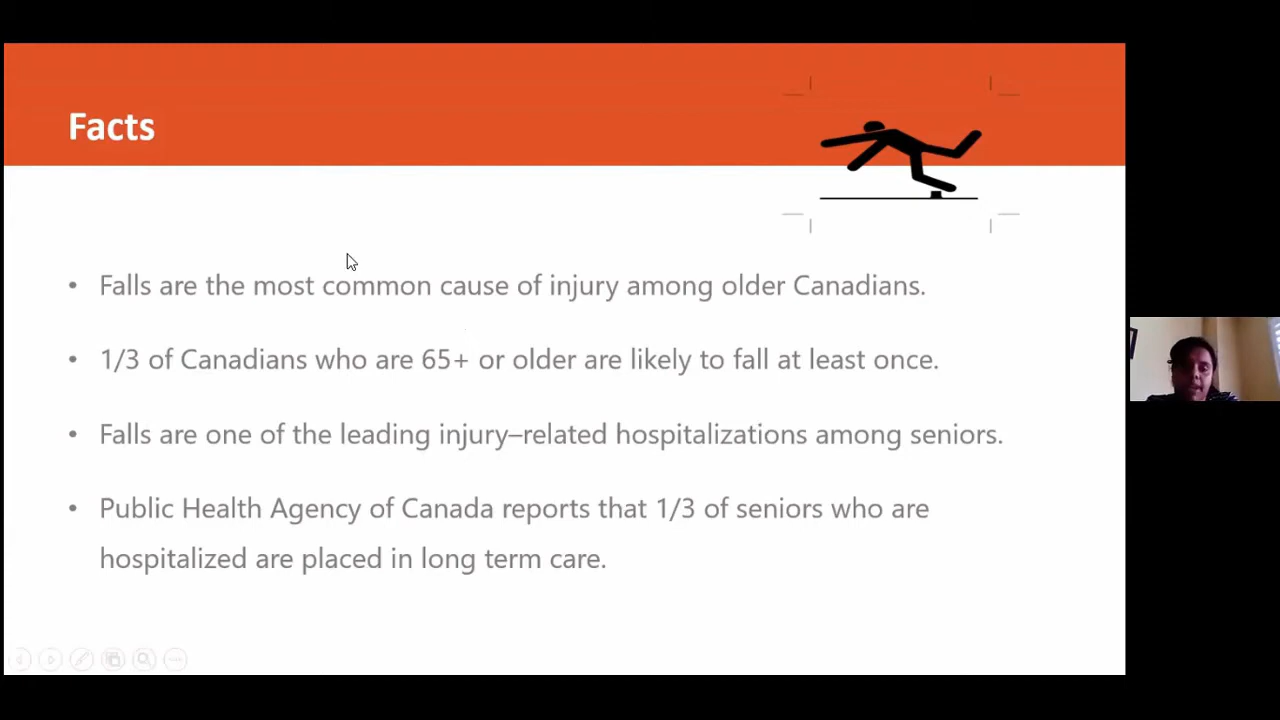 Facts
• Falls are the most common cause of injury among older Canadians.
• 1/3 of Canadians who are 65+ or older are likely to fall at least once.
• Falls are one of the leading injury–related hospitalizations among seniors.
• Public Health Agency of Canada reports that 1/3 of seniors who are
hospitalized are placed in long term care.